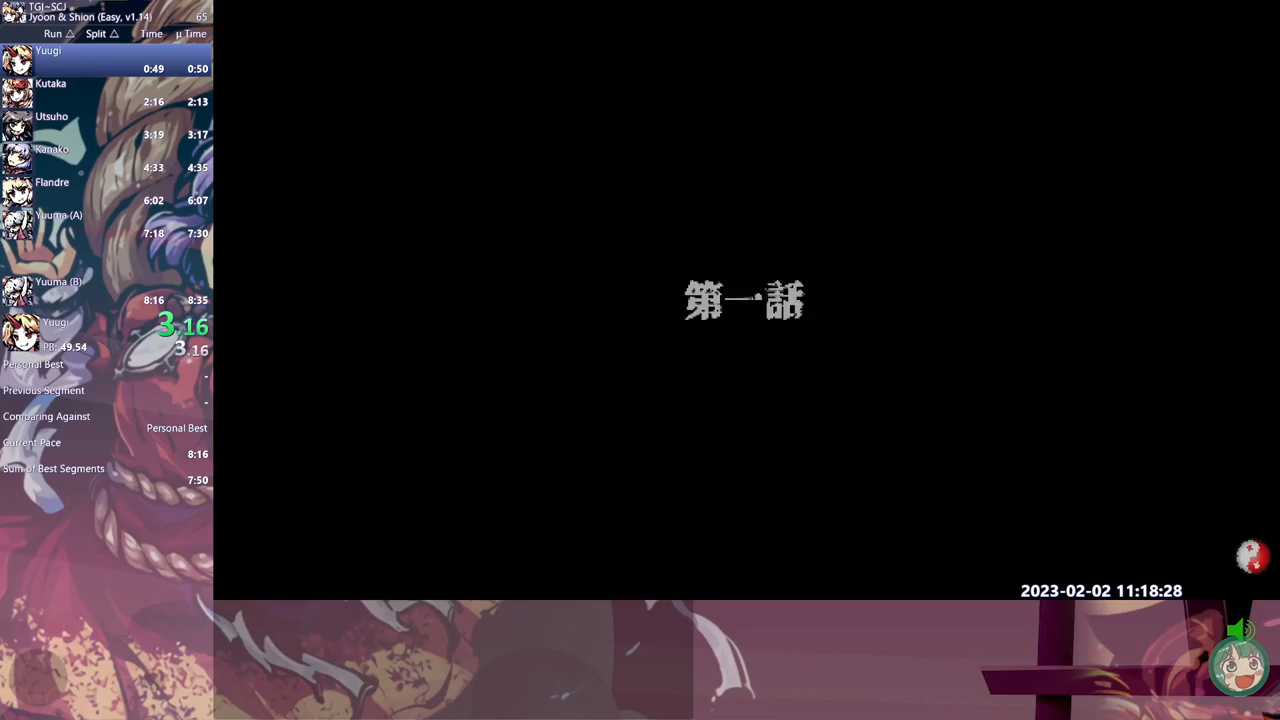 TGI~SCJ
Jyoon & Shion (Easy, v1.14) 65
Run △ Split △ Time µ Time
Yuugi
0:49 0:50
Kutaka
2:16 2:13
Utsuho
3:19 3:17
Kanako
4:33 4:35
Flandre
6:02 6:07
Yuuma (A)
7:18 7:30
Yuuma (B)
8:16 8:35
Yuugi 3.16
PB: 49.54 3.16
Personal Best
-
Previous Segment
-
Comparing Against
Personal Best
Current Pace
8:16
Sum of Best Segments
7:50
第一話
2023-02-02 11:18:28